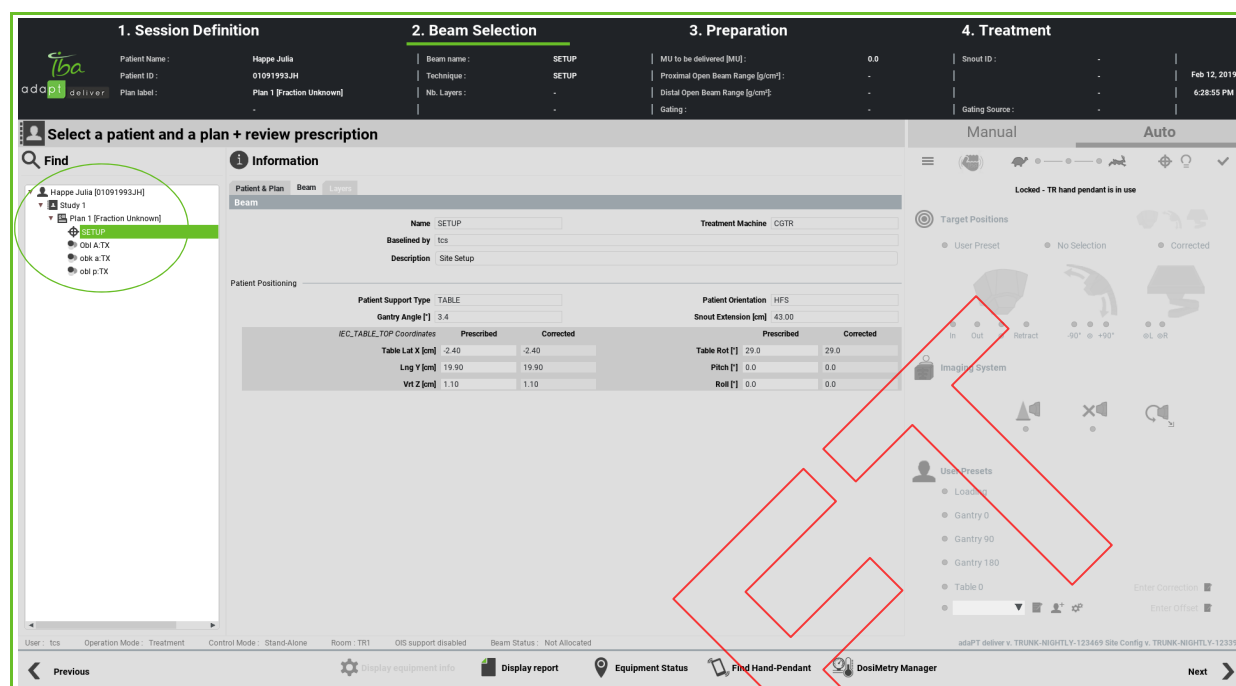 1. Session Definition 2. Beam Selection 3. Preparation 4. Treatment
iba
adapt deliver
Patient Name : Happe Julia Beam name : SETUP MU to be delivered [MU] : 0.0 Snout ID : -
Patient ID : 01091993JH Technique : SETUP Proximal Open Beam Range [g/cm²] : - - Feb 12, 2019
Plan label : Plan 1 [Fraction Unknown] Nb. Layers : - Distal Open Beam Range [g/cm²]: - - 6:28:55 PM
- - Gating : - Gating Source : -
Select a patient and a plan + review prescription Manual Auto
Find
Happe Julia [01091993JH]
Study 1
Plan 1 [Fraction Unknown]
SETUP
Obl A:TX
obk a:TX
obl p:TX
Information
Patient & Plan Beam Layers
Beam
Name SETUP Treatment Machine CGTR
Baselined by tcs
Description Site Setup
Patient Positioning
Patient Support Type TABLE Patient Orientation HFS
Gantry Angle [°] 3.4 Snout Extension [cm] 43.00
IEC_TABLE_TOP Coordinates Prescribed Corrected Prescribed Corrected
Table Lat X [cm] -2.40 -2.40 Table Rot [°] 29.0 29.0
Lng Y [cm] 19.90 19.90 Pitch [°] 0.0 0.0
Vrt Z [cm] 1.10 1.10 Roll [°] 0.0 0.0
Locked - TR hand pendant is in use
Target Positions
User Preset No Selection Corrected
In Out Retract -90° +90° L R
Imaging System
User Presets
Loading
Gantry 0
Gantry 90
Gantry 180
Table 0 Enter Correction
Enter Offset
User : tcs Operation Mode : Treatment Control Mode : Stand-Alone Room : TR1 OIS support disabled Beam Status : Not Allocated adaPT deliver v. TRUNK-NIGHTLY-123469 Site Config v. TRUNK-NIGHTLY-12339
Previous Display equipment info Display report Equipment Status Find Hand-Pendant DosiMetry Manager Next